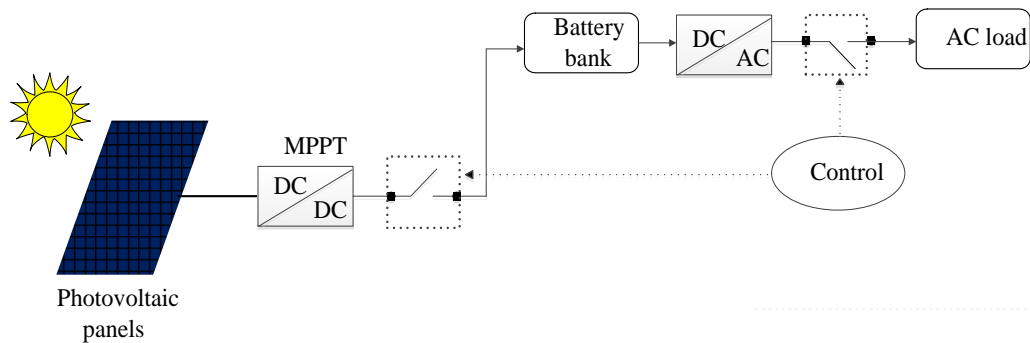 Battery
bank
DC
AC
AC load
MPPT
DC
DC
Control
Photovoltaic
panels